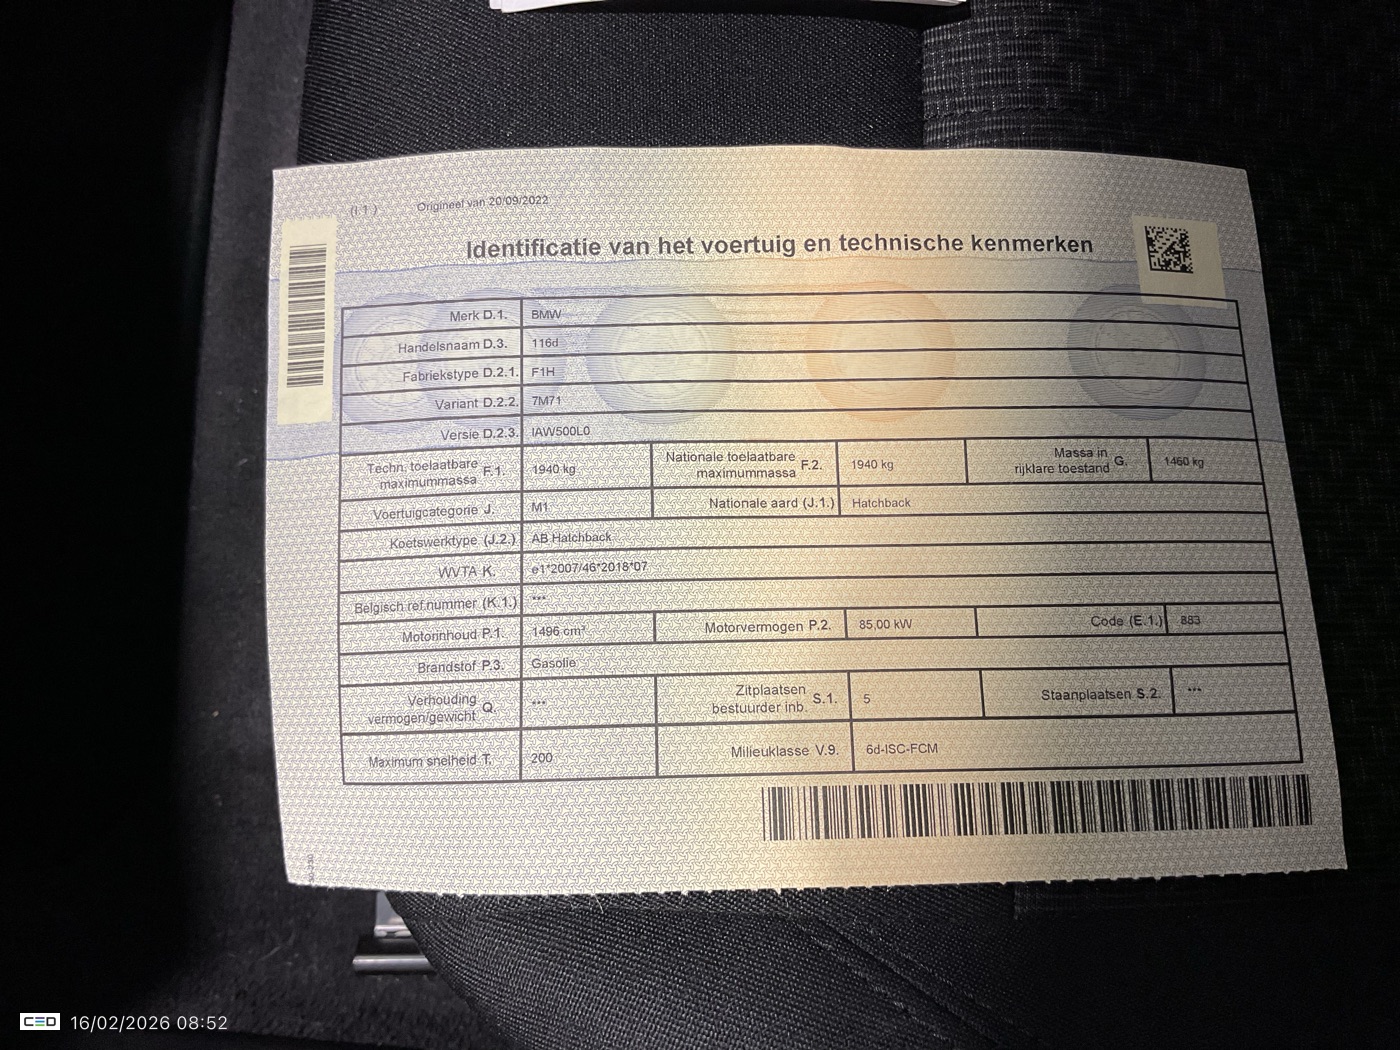 (I.1 ) Origineel van 20/09/2022
Identificatie van het voertuig en technische kenmerken
Merk D.1. BMW
Handelsnaam D.3. 116d
Fabriekstype D.2.1. F1H
Variant D.2.2. 7M71
Versie D.2.3. IAW500L0
Techn. toelaatbare maximummassa F.1. 1940 kg Nationale toelaatbare maximummassa F.2. 1940 kg Massa in rijklare toestand G. 1460 kg
Voertuigcategorie J. M1 Nationale aard (J.1.) Hatchback
Koetswerktype (J.2.) AB Hatchback
WVTA K. e1*2007/46*2018*07
Belgisch ref.nummer (K.1.) ***
Motorinhoud P.1. 1496 cm³ Motorvermogen P.2. 85,00 kW Code (E.1.) 883
Brandstof P.3. Gasolie
Verhouding vermogen/gewicht Q. *** Zitplaatsen bestuurder inb. S.1. 5 Staanplaatsen S.2. ***
Maximum snelheid T. 200 Milieuklasse V.9. 6d-ISC-FCM
CED 16/02/2026 08:52